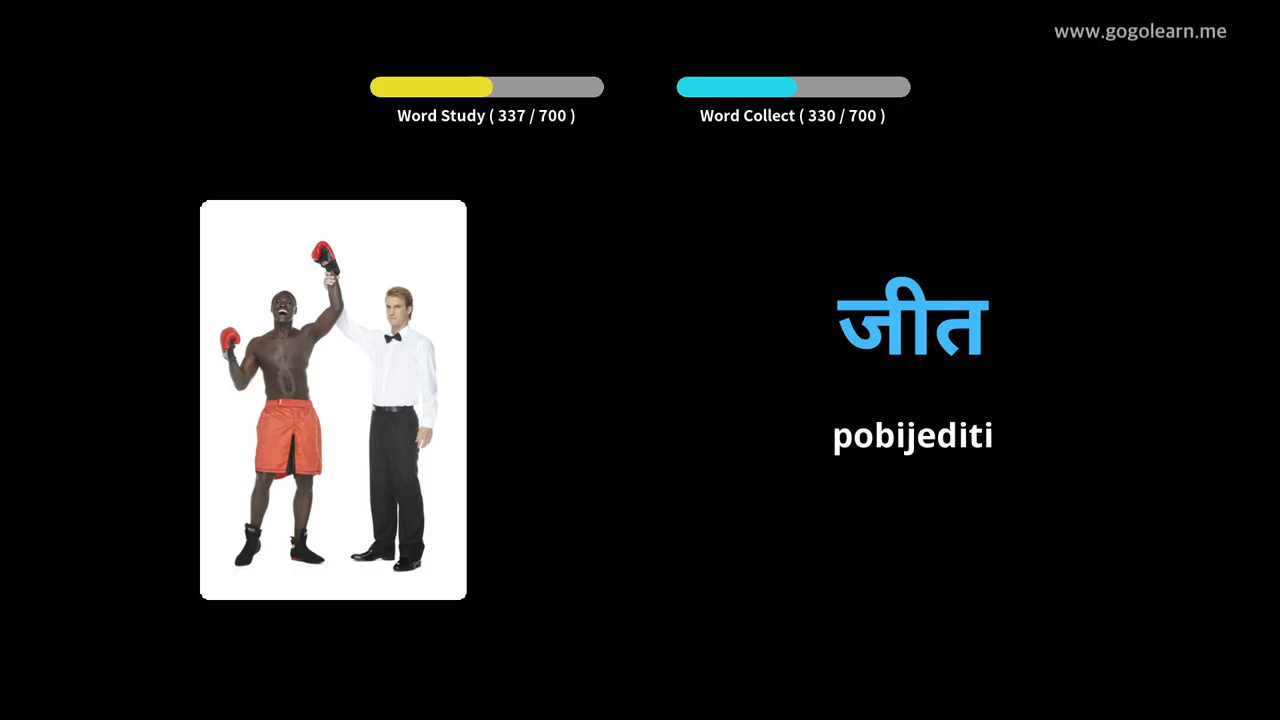 www.gogolearn.me
Word Study ( 337 / 700 )
Word Collect ( 330 / 700 )
जीत
pobijediti